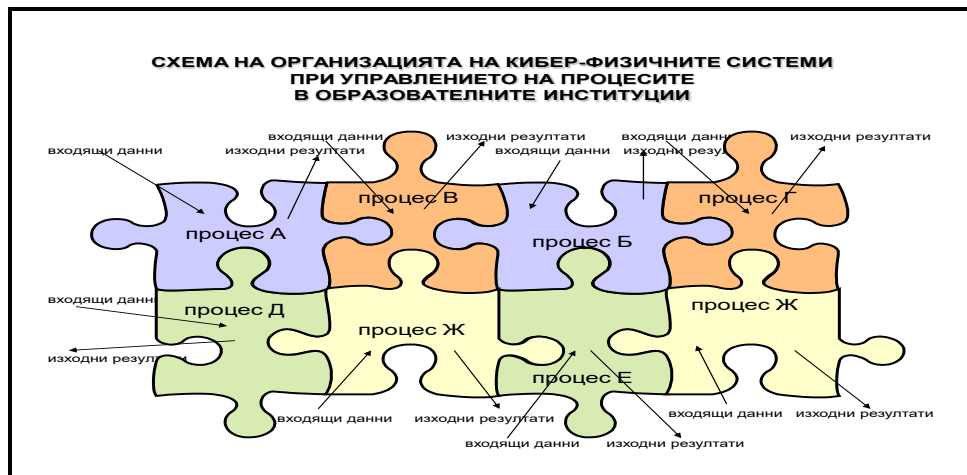 СХЕМА НА ОРГАНИЗАЦИЯТА НА КИБЕР-ФИЗИЧНИТЕ СИСТЕМИ
ПРИ УПРАВЛЕНИЕТО НА ПРОЦЕСИТЕ
В ОБРАЗОВАТЕЛНИТЕ ИНСТИТУЦИИ
входящи данни
изходни резултати
входящи данни
изходни резултати
входящи данни
изходни резултати
входящи данни
изходни резултати
процес А
процес В
процес Б
процес Г
входящи данни
изходни резултати
процес Д
процес Ж
процес Е
процес Ж
входящи данни
изходни резултати
входящи данни
изходни резултати
входящи данни
изходни резултати